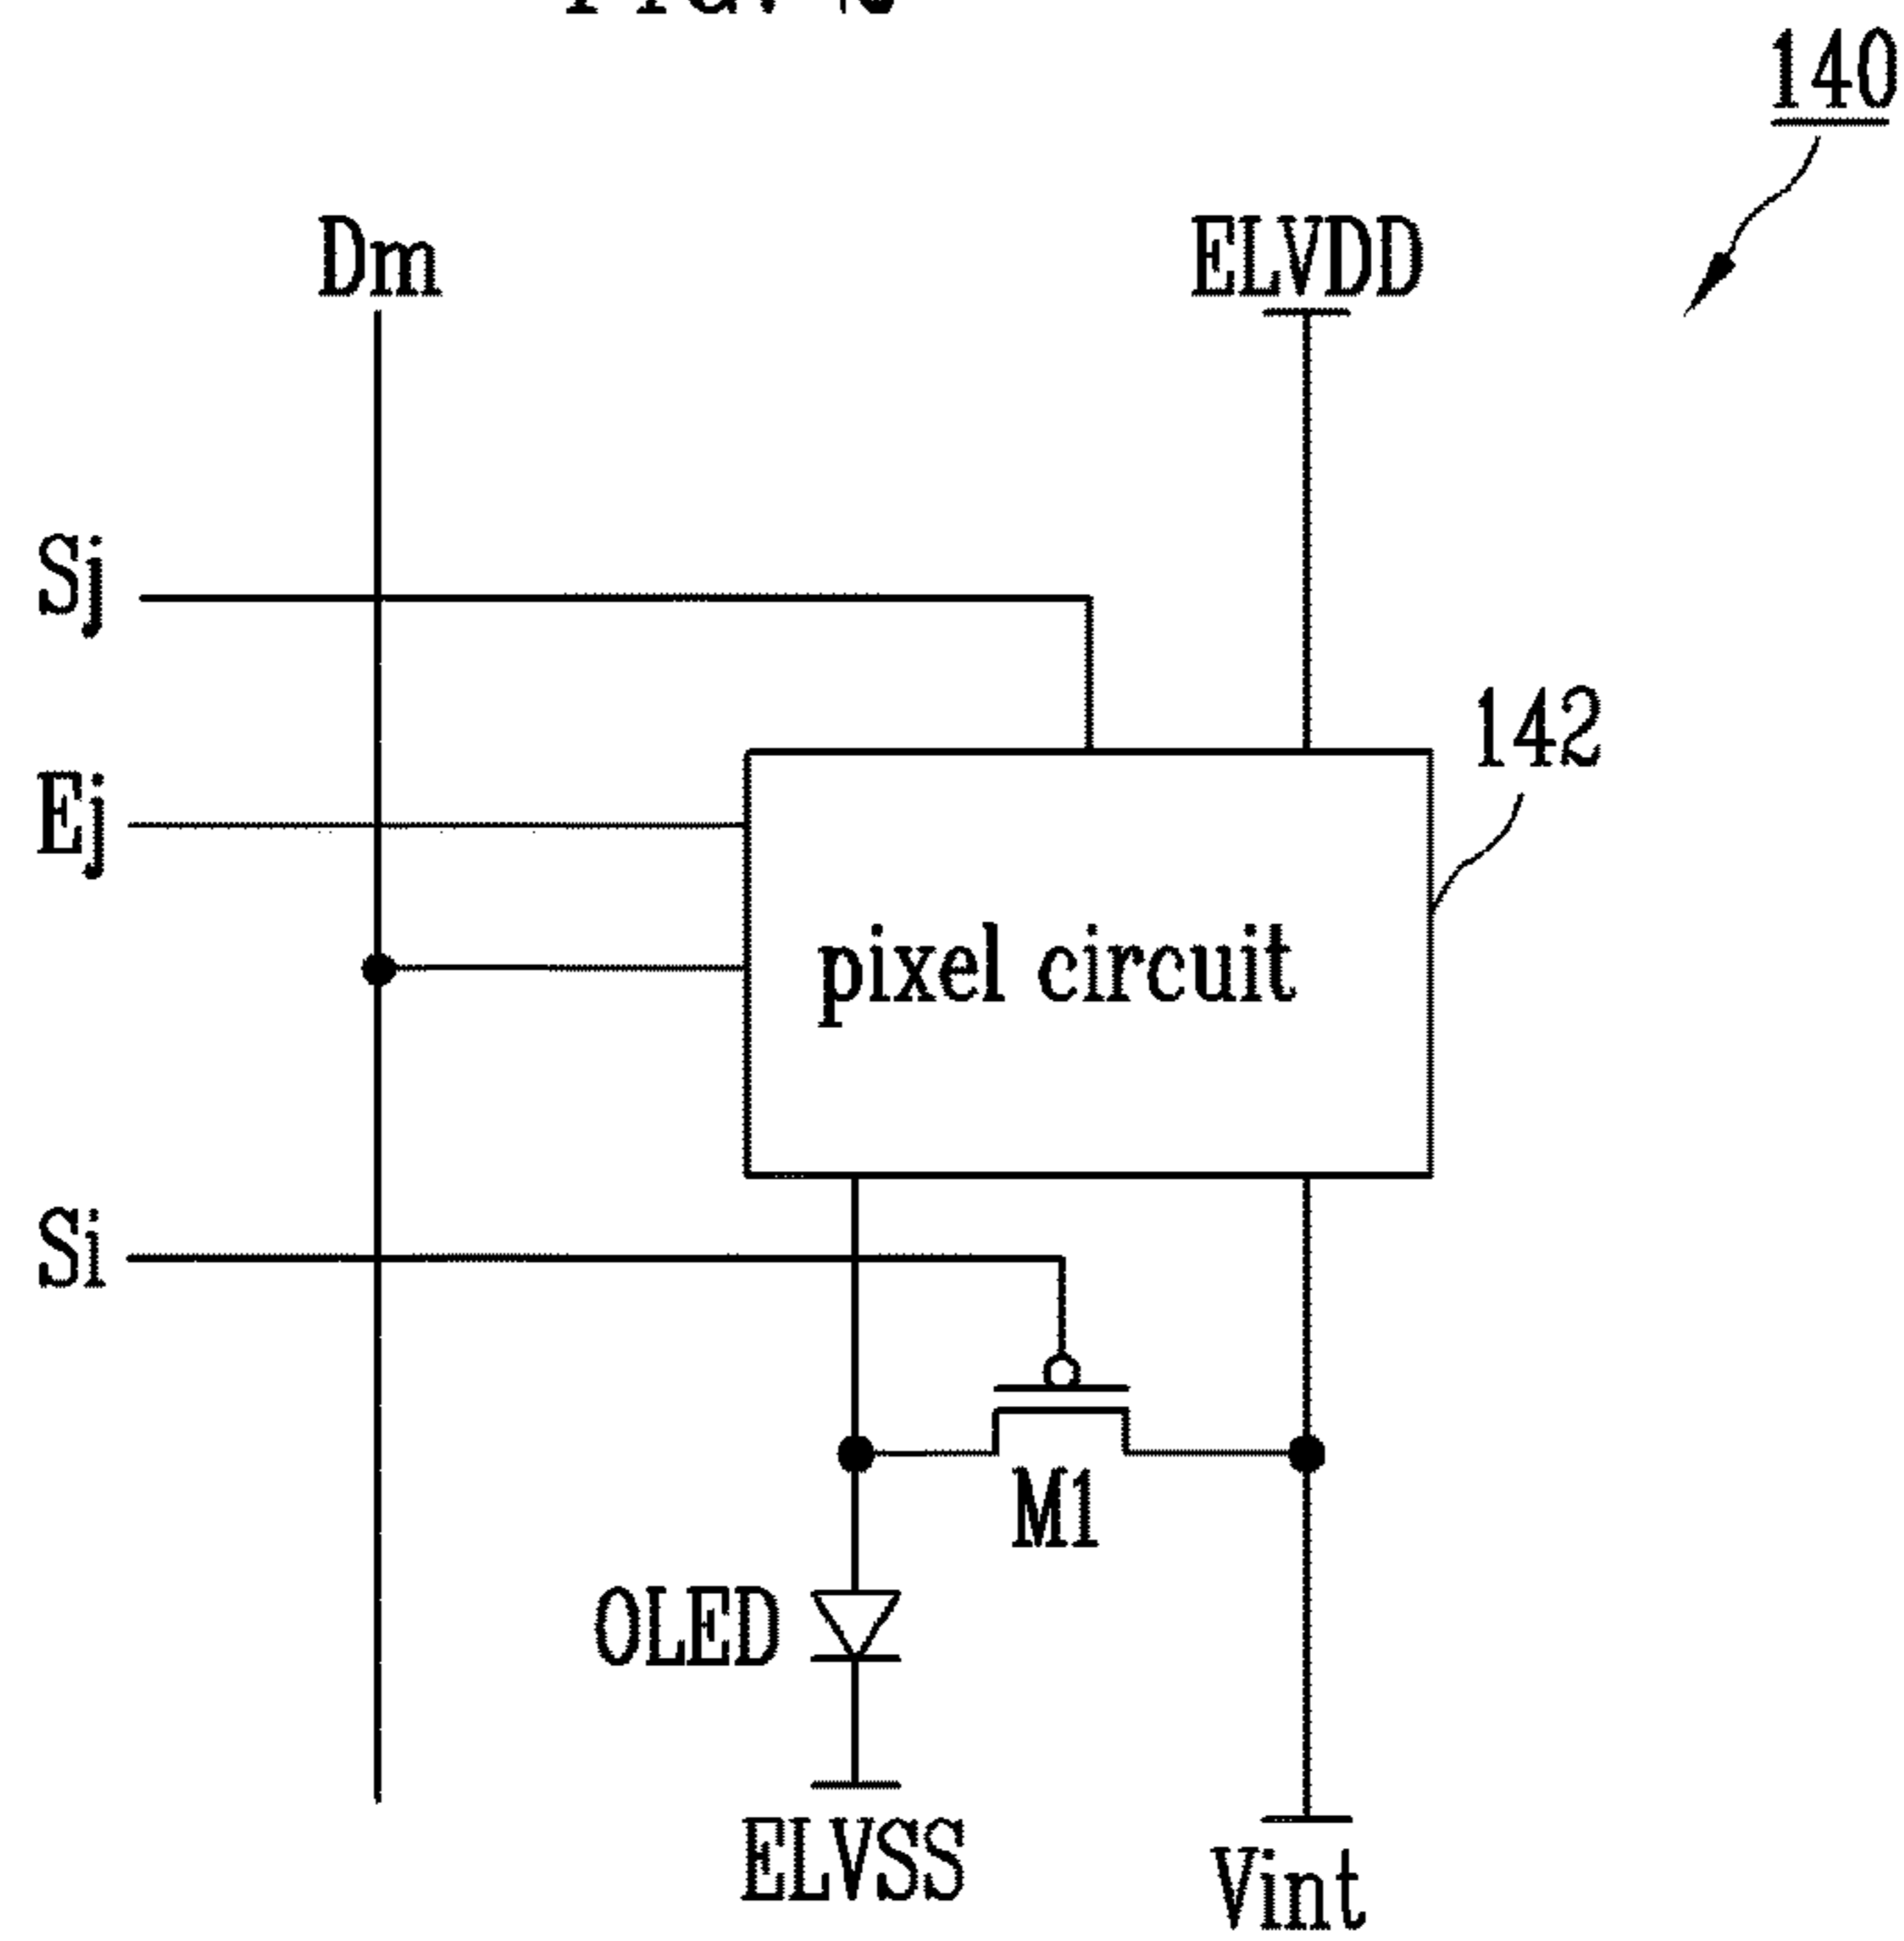 140
Dm
ELVDD
Sj
142
Ej
pixel circuit
Si
M1
OLED
ELVSS
Vint